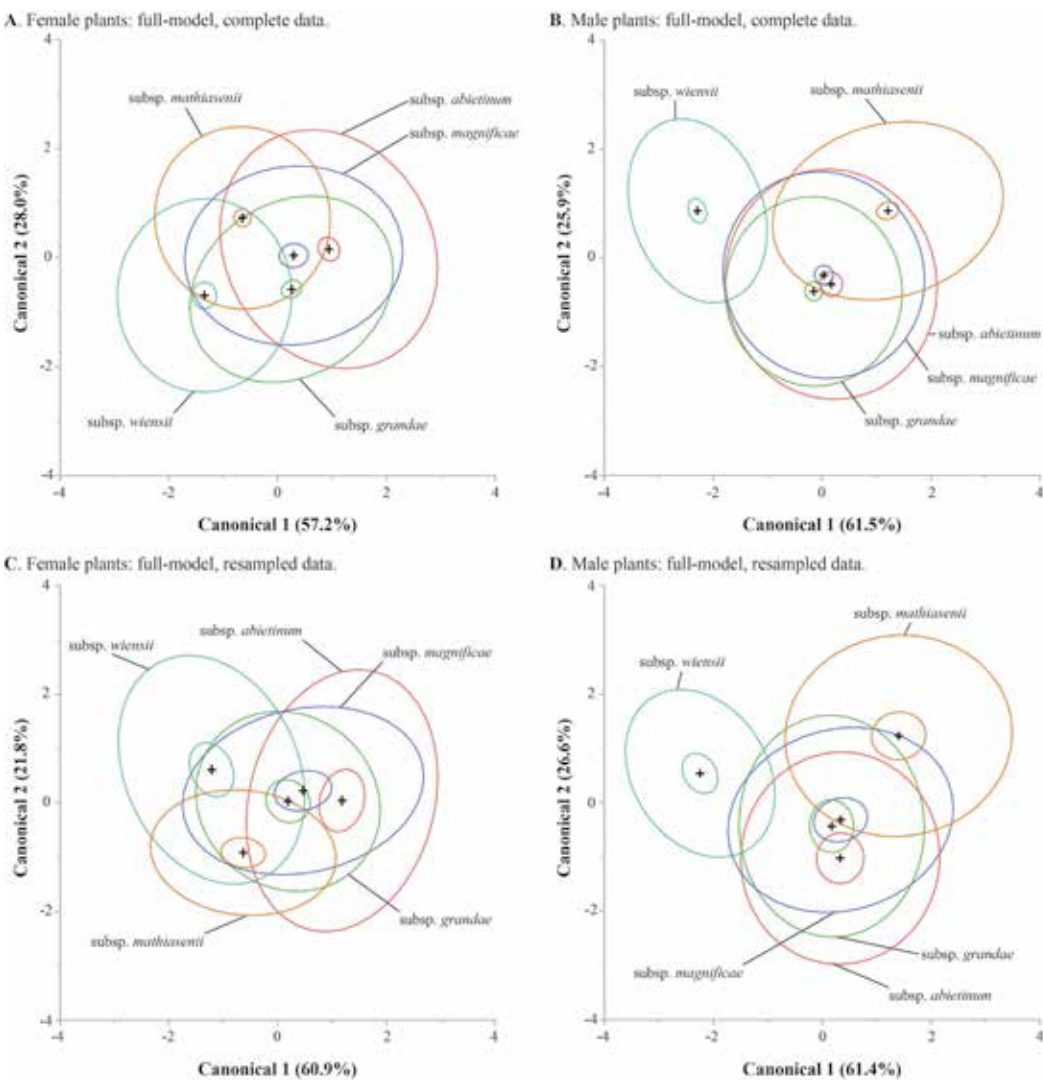 A. Female plants: full-model, complete data.
4
2
0
-2
-4
Canonical 2 (28.0%)
subsp. mathiasenii
subsp. abietinum
subsp. magnificae
subsp. wiensii
subsp. grandae
-4
-2
0
2
4
Canonical 1 (57.2%)
B. Male plants: full-model, complete data.
4
2
0
-2
-4
Canonical 2 (25.9%)
subsp. wiensii
subsp. mathiasenii
subsp. abietinum
subsp. magnificae
subsp. grandae
-4
-2
0
2
4
Canonical 1 (61.5%)
C. Female plants: full-model, resampled data.
4
2
0
-2
-4
Canonical 2 (21.8%)
subsp. abietinum
subsp. wiensii
subsp. magnificae
subsp. grandae
subsp. mathiasenii
-4
-2
0
2
4
Canonical 1 (60.9%)
D. Male plants: full-model, resampled data.
4
2
0
-2
-4
Canonical 2 (26.6%)
subsp. mathiasenii
subsp. wiensii
subsp. grandae
subsp. magnificae
subsp. abietinum
-4
-2
0
2
4
Canonical 1 (61.4%)